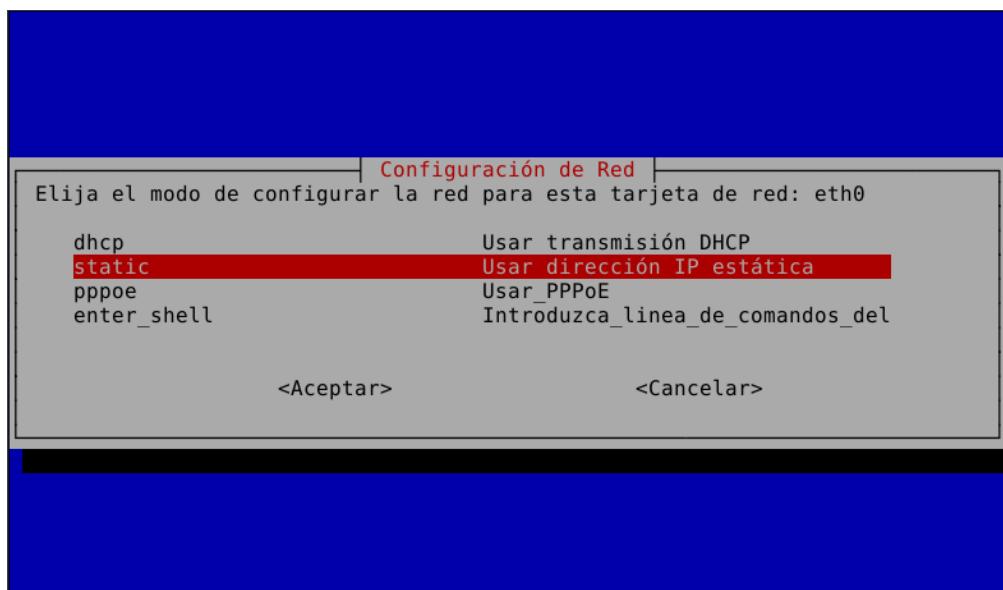 Configuración de Red
Elija el modo de configurar la red para esta tarjeta de red: eth0
dhcp Usar transmisión DHCP
static Usar dirección IP estática
pppoe Usar_PPPoE
enter_shell Introduzca_linea_de_comandos_del
<Aceptar> <Cancelar>